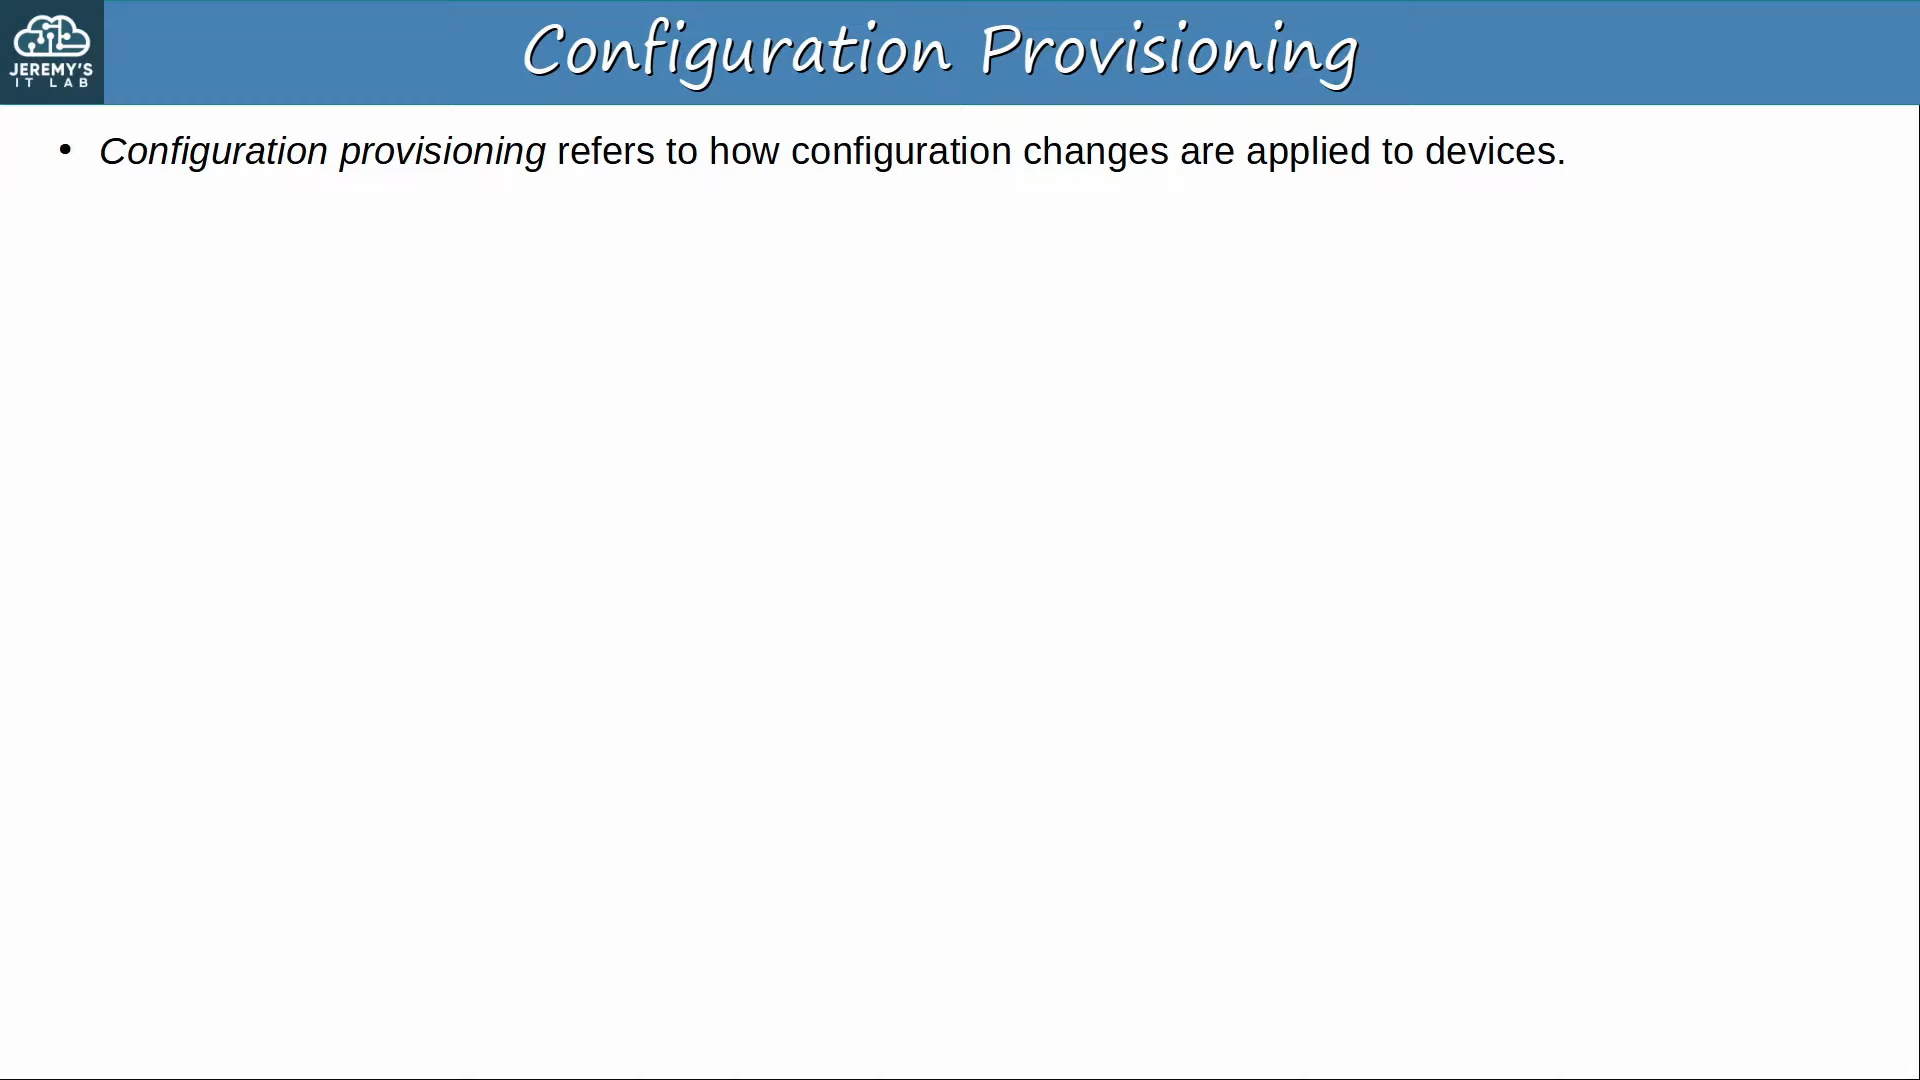 JEREMY'S
IT LAB
Configuration Provisioning
• Configuration provisioning refers to how configuration changes are applied to devices.